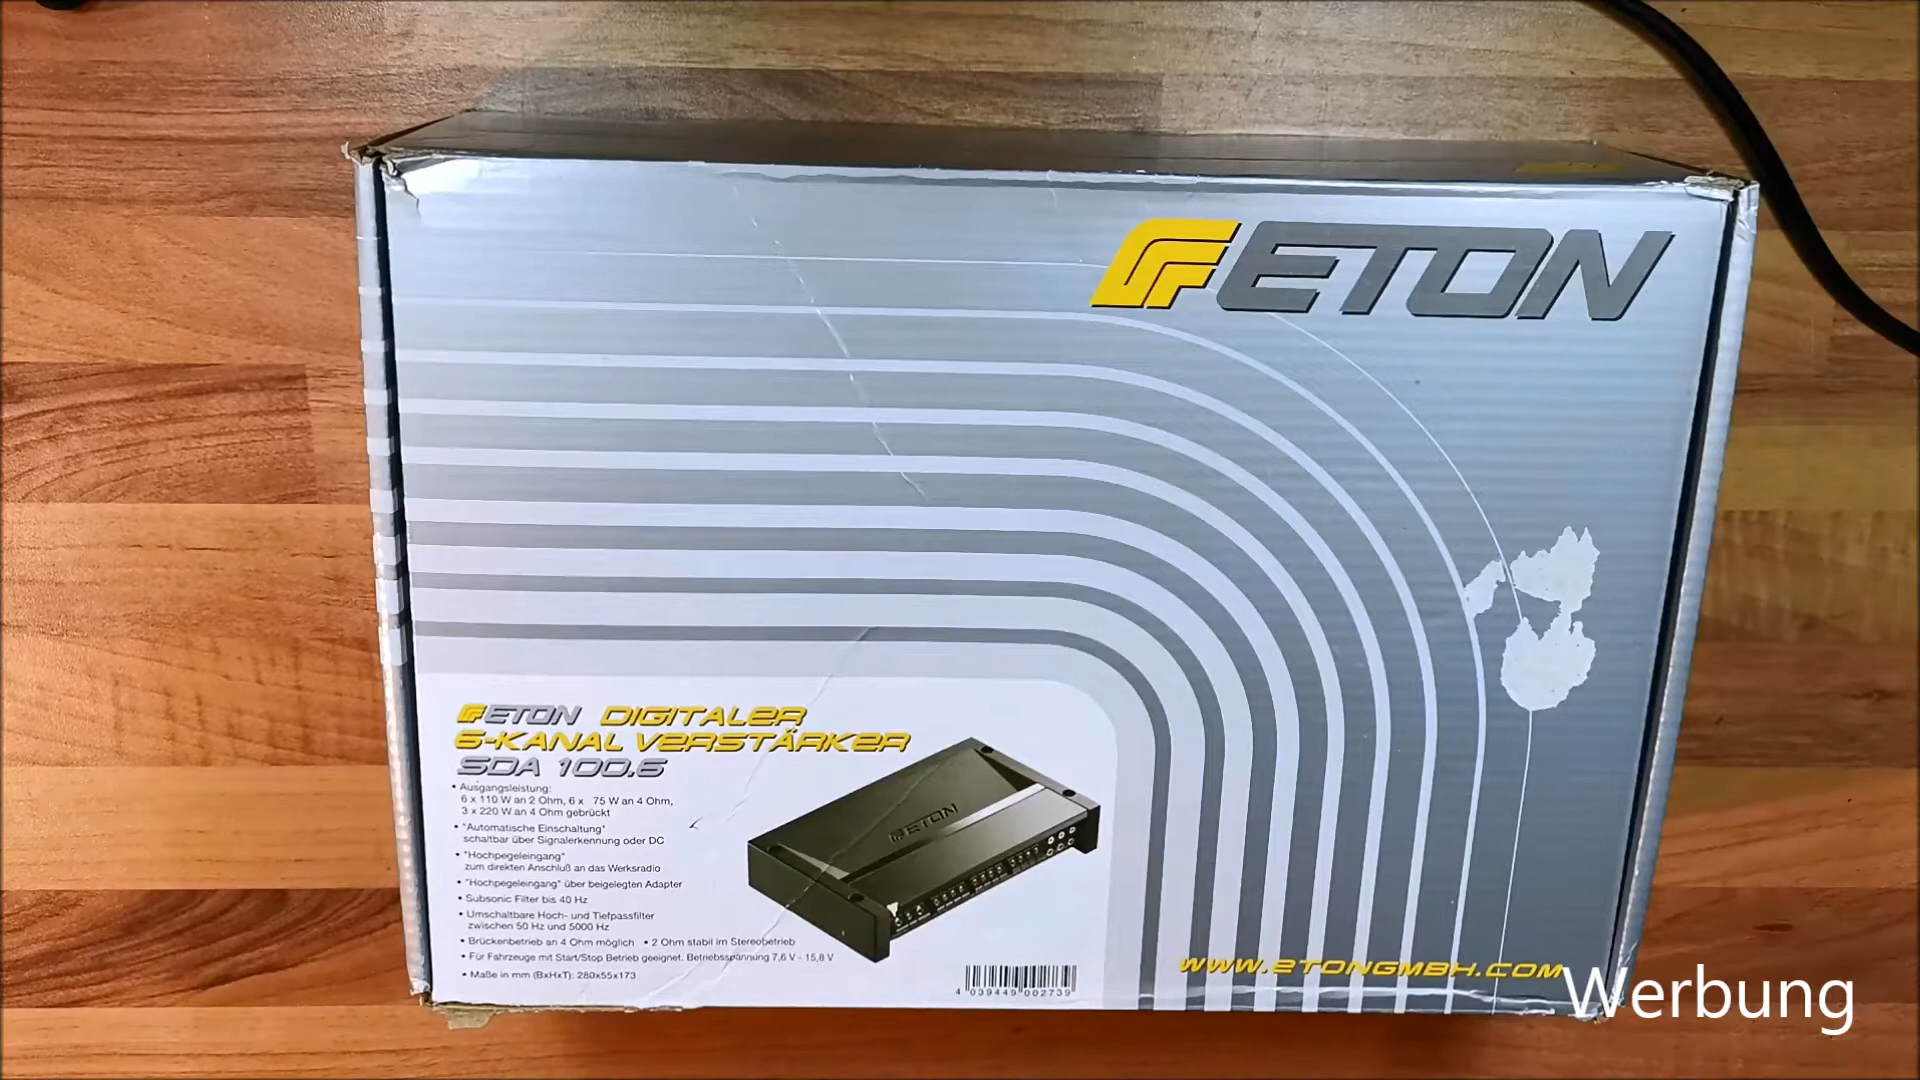 ETON
ETON DIGITALER
6-KANAL VERSTÄRKER
SDA 100.6
• Ausgangsleistung:
6 x 110 W an 2 Ohm, 6 x 75 W an 4 Ohm,
3 x 220 W an 4 Ohm gebrückt
• "Automatische Einschaltung"
schaltbar über Signalerkennung oder DC
• "Hochpegeleingang"
zum direkten Anschluß an das Werksradio
• "Hochpegeleingang" über beigelegten Adapter
• Subsonic Filter bis 40 Hz
• Umschaltbare Hoch- und Tiefpassfilter
zwischen 50 Hz und 5000 Hz
• Brückenbetrieb an 4 Ohm möglich • 2 Ohm stabil im Stereobetrieb
• Für Fahrzeuge mit Start/Stop Betrieb geeignet. Betriebsspannung 7,6 V - 15,8 V
• Maße in mm (BxHxT): 280x55x173
ETON
4 039449 002739
WWW.ETONGMBH.COM
Werbung